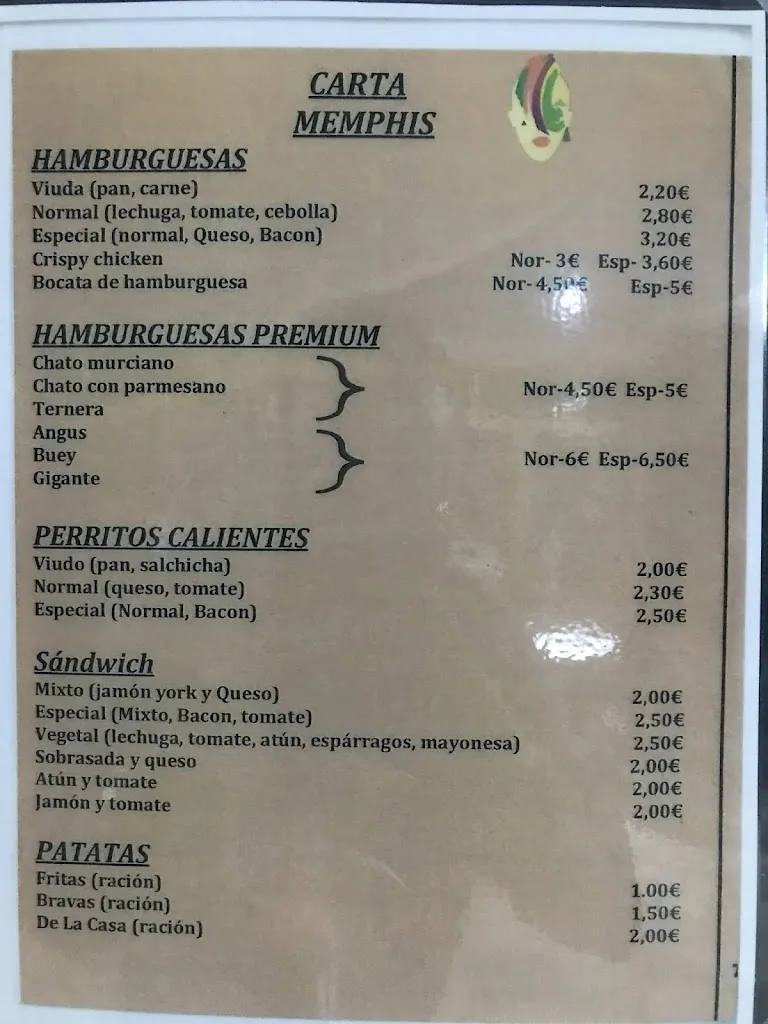 CARTA
MEMPHIS
HAMBURGUESAS
Viuda (pan, carne) 2,20€
Normal (lechuga, tomate, cebolla) 2,80€
Especial (normal, Queso, Bacon) 3,20€
Crispy chicken Nor- 3€ Esp- 3,60€
Bocata de hamburguesa Nor- 4,50€ Esp-5€
HAMBURGUESAS PREMIUM
Chato murciano
Chato con parmesano Nor-4,50€ Esp-5€
Ternera
Angus
Buey Nor-6€ Esp-6,50€
Gigante
PERRITOS CALIENTES
Viudo (pan, salchicha) 2,00€
Normal (queso, tomate) 2,30€
Especial (Normal, Bacon) 2,50€
Sándwich
Mixto (jamón york y Queso) 2,00€
Especial (Mixto, Bacon, tomate) 2,50€
Vegetal (lechuga, tomate, atún, espárragos, mayonesa) 2,50€
Sobrasada y queso 2,00€
Atún y tomate 2,00€
Jamón y tomate 2,00€
PATATAS
Fritas (ración) 1.00€
Bravas (ración) 1,50€
De La Casa (ración) 2,00€